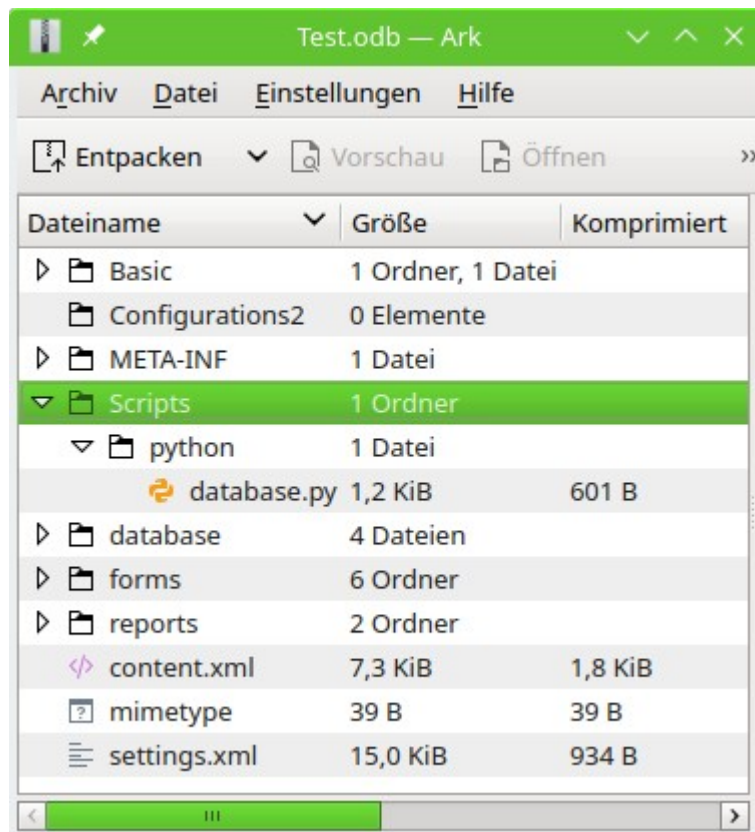 Test.odb — Ark
Archiv Datei Einstellungen Hilfe
Entpacken Vorschau Öffnen »
Dateiname Größe Komprimiert
Basic 1 Ordner, 1 Datei
Configurations2 0 Elemente
META-INF 1 Datei
Scripts 1 Ordner
python 1 Datei
database.py 1,2 KiB 601 B
database 4 Dateien
forms 6 Ordner
reports 2 Ordner
content.xml 7,3 KiB 1,8 KiB
mimetype 39 B 39 B
settings.xml 15,0 KiB 934 B